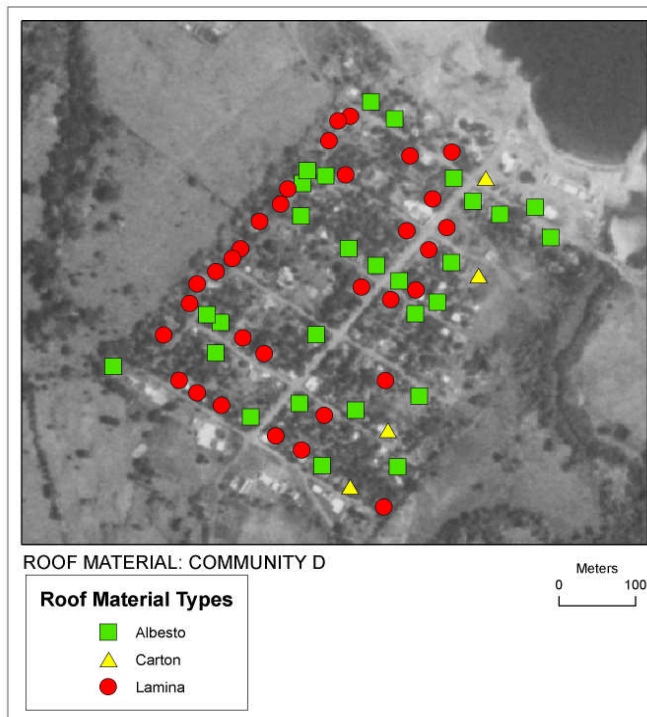 ROOF MATERIAL: COMMUNITY D
Meters
0 100
Roof Material Types
Albesto
Carton
Lamina